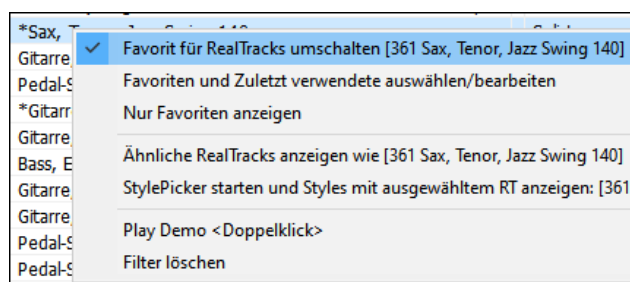 *Sax,
Favorit für RealTracks umschalten [361 Sax, Tenor, Jazz Swing 140]
Gitarre,
Favoriten und Zuletzt verwendete auswählen/bearbeiten
Pedal-S
Nur Favoriten anzeigen
*Gitarr
Gitarre,
Ähnliche RealTracks anzeigen wie [361 Sax, Tenor, Jazz Swing 140]
Bass, E
StylePicker starten und Styles mit ausgewähltem RT anzeigen: [361
Gitarre,
Gitarre,
Play Demo <Doppelklick>
Pedal-S
Filter löschen
Pedal-S